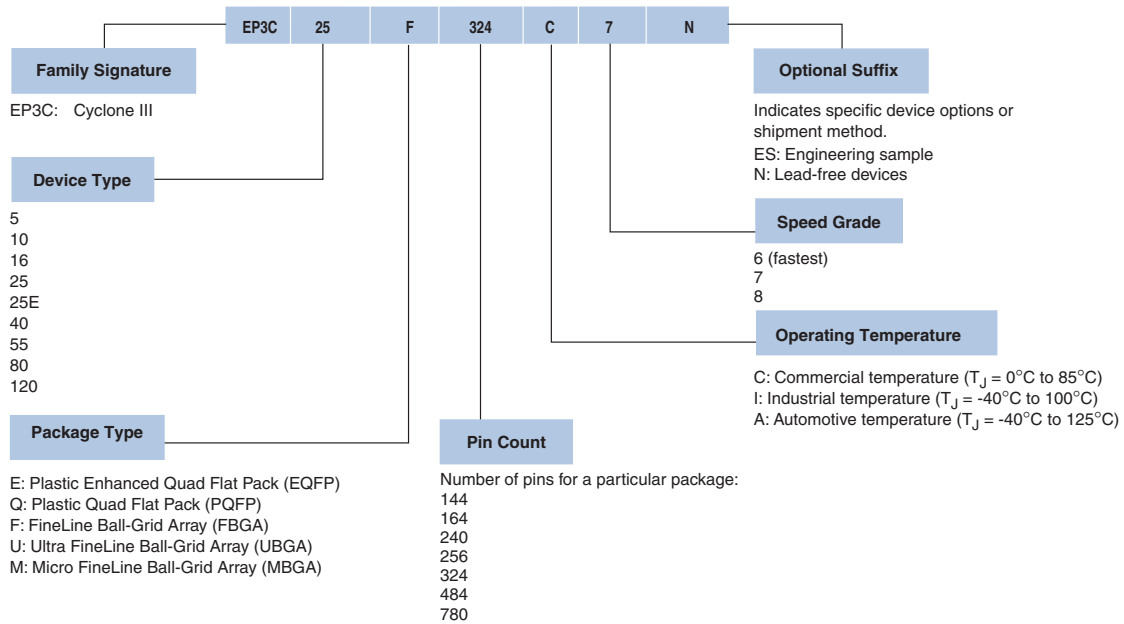 EP3C 25 F 324 C 7 N
Family Signature
EP3C: Cyclone III
Device Type
5
10
16
25
25E
40
55
80
120
Package Type
E: Plastic Enhanced Quad Flat Pack (EQFP)
Q: Plastic Quad Flat Pack (PQFP)
F: FineLine Ball-Grid Array (FBGA)
U: Ultra FineLine Ball-Grid Array (UBGA)
M: Micro FineLine Ball-Grid Array (MBGA)
Pin Count
Number of pins for a particular package:
144
164
240
256
324
484
780
Optional Suffix
Indicates specific device options or
shipment method.
ES: Engineering sample
N: Lead-free devices
Speed Grade
6 (fastest)
7
8
Operating Temperature
C: Commercial temperature (TJ = 0°C to 85°C)
I: Industrial temperature (TJ = -40°C to 100°C)
A: Automotive temperature (TJ = -40°C to 125°C)